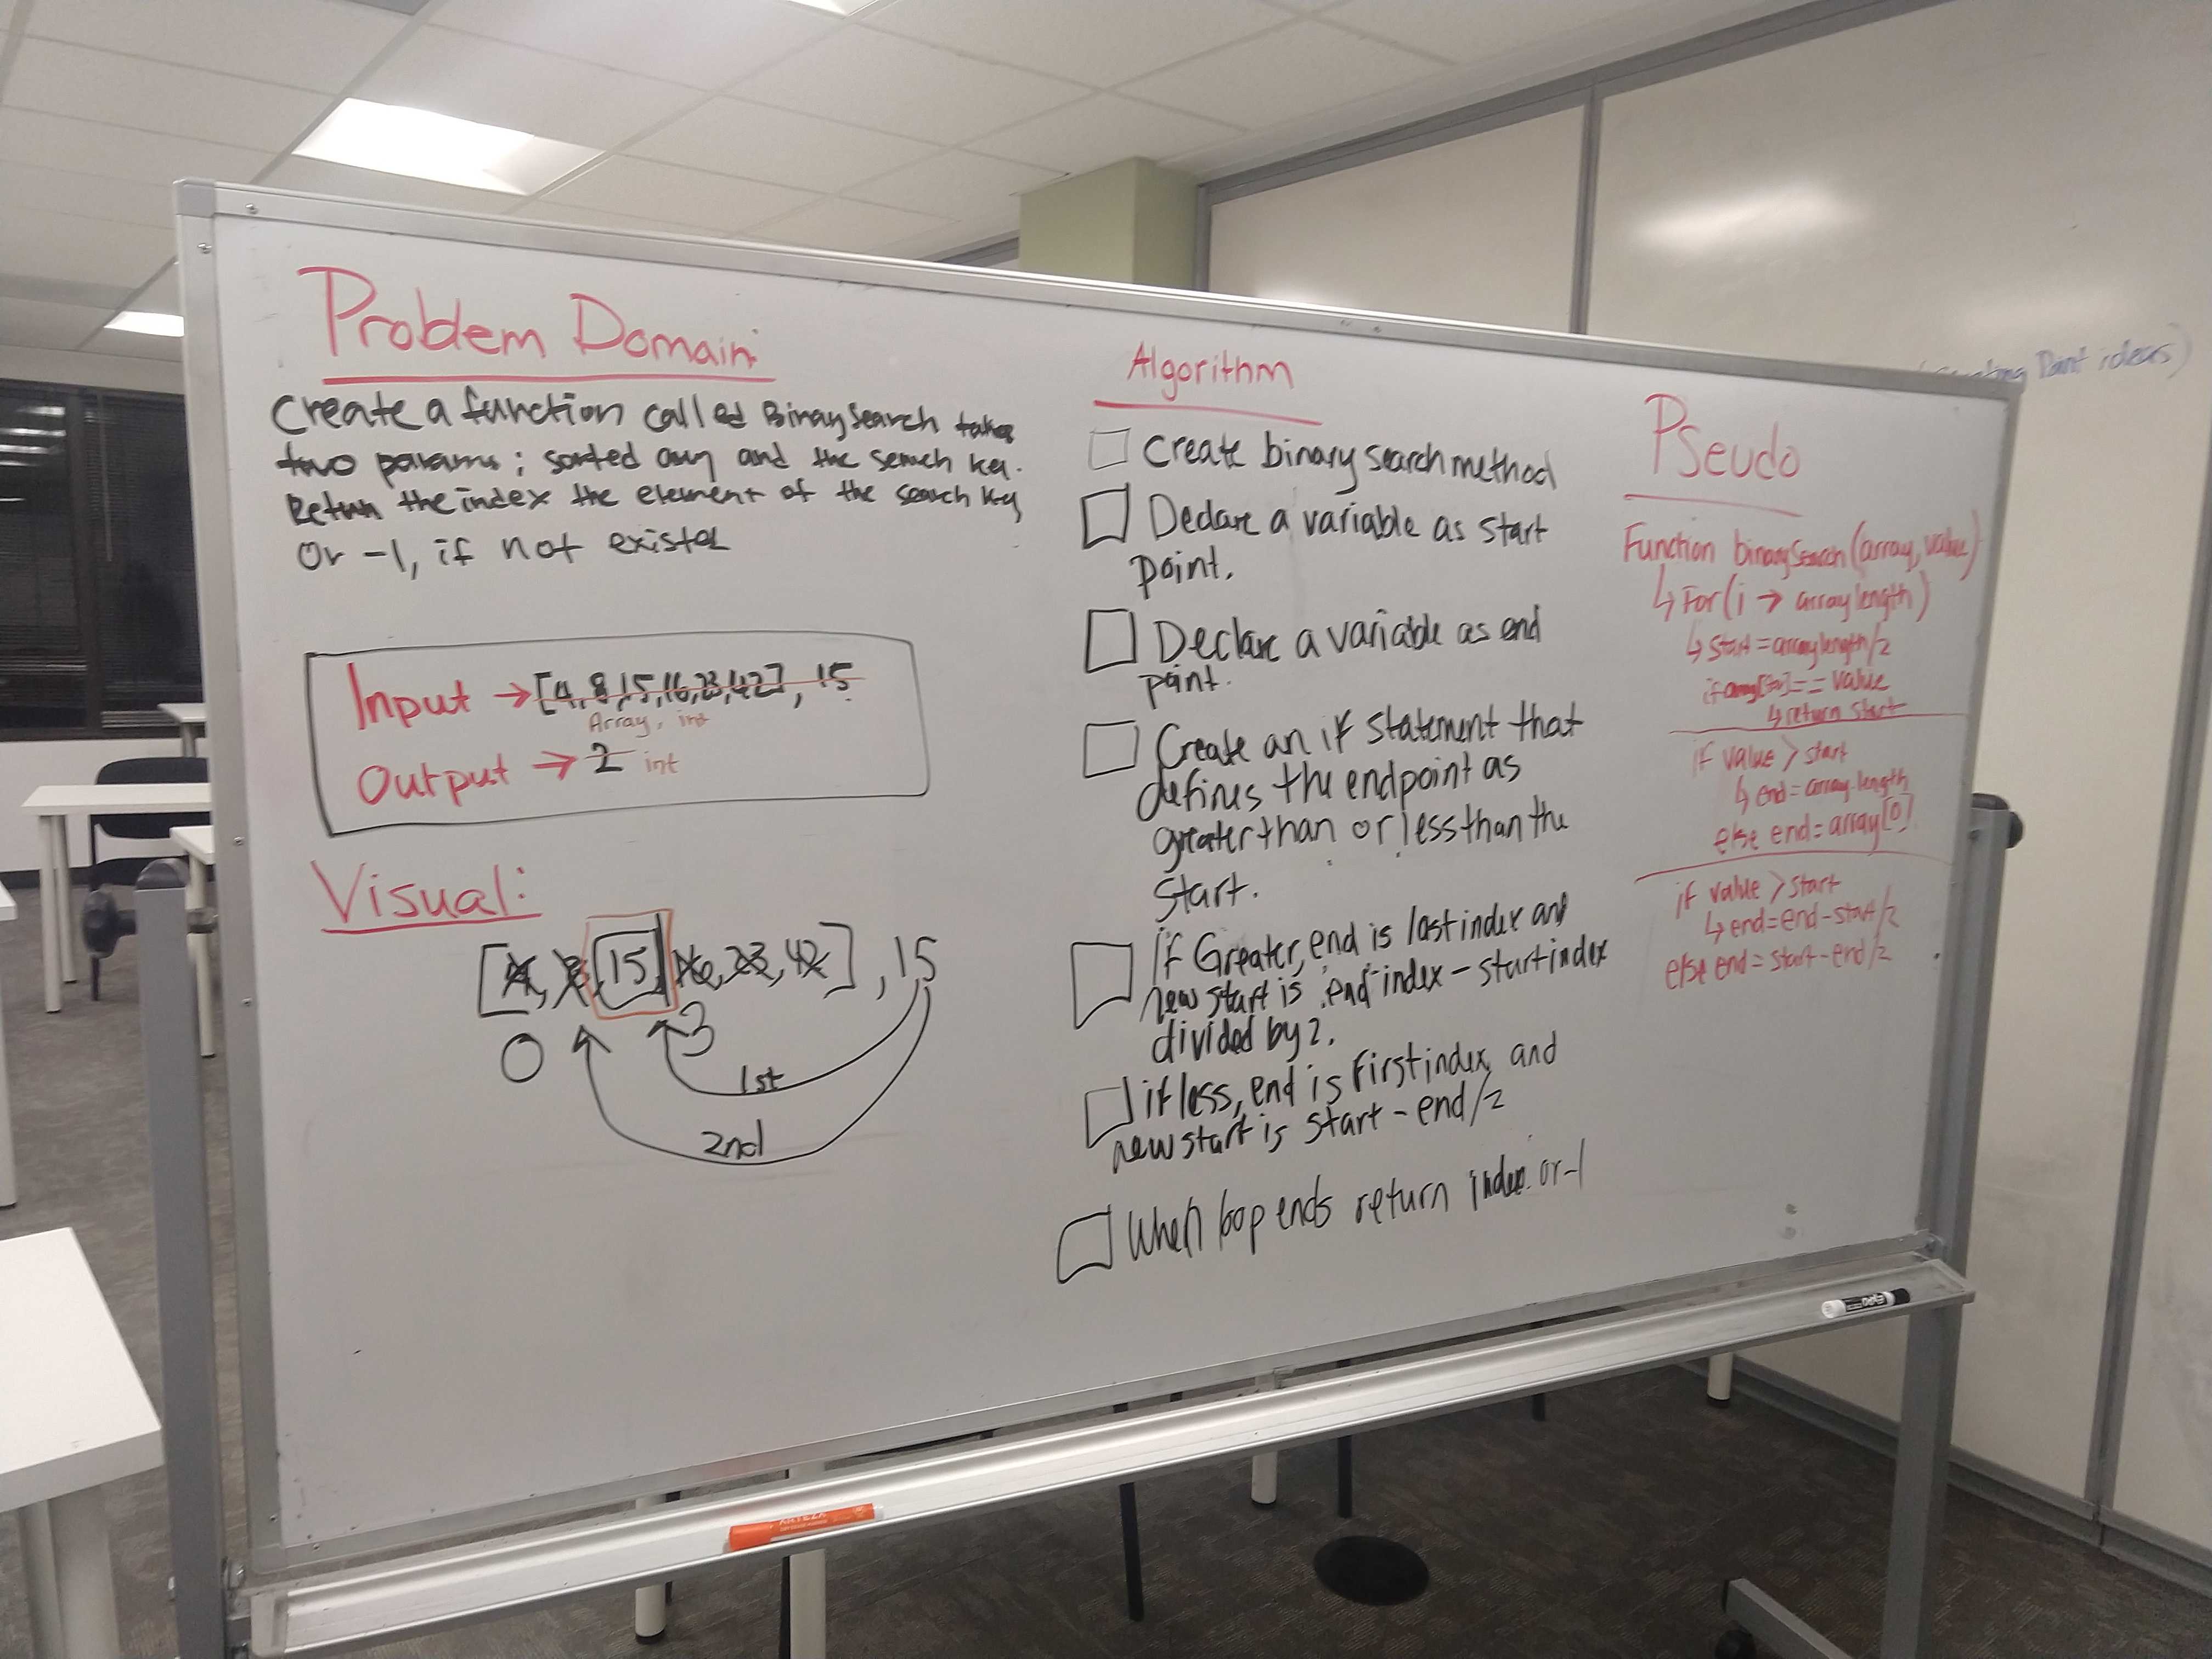 Problem Domain:
Create a function called BinarySearch takes
two params; sorted array and the search key.
Return the index the element of the search key
Or -1, if not existed
Input → [4,8,15,16,23,42], 15
Array, int
Output → 2 int
Visual:
[4, 8, 15, 16, 23, 42], 15
0 3
1st
2nd
Algorithm
Create binary search method
Declare a variable as start
point.
Declare a variable as end
point.
Create an if statement that
defines the endpoint as
greater than or less than the
start.
if Greater, end is last index and
new start is end index - start index
divided by 2.
if less, end is First index and
new start is start - end/2
When loop ends return index or -1
Pseudo
Function binarySearch(array, value)
↳ For(i → array length)
↳ start = array length/2
if array[start] == value
↳ return start
if value > start
↳ end = array.length
else end = array[0]
if value > start
↳ end = end - start/2
else end = start - end/2
Point ideas)